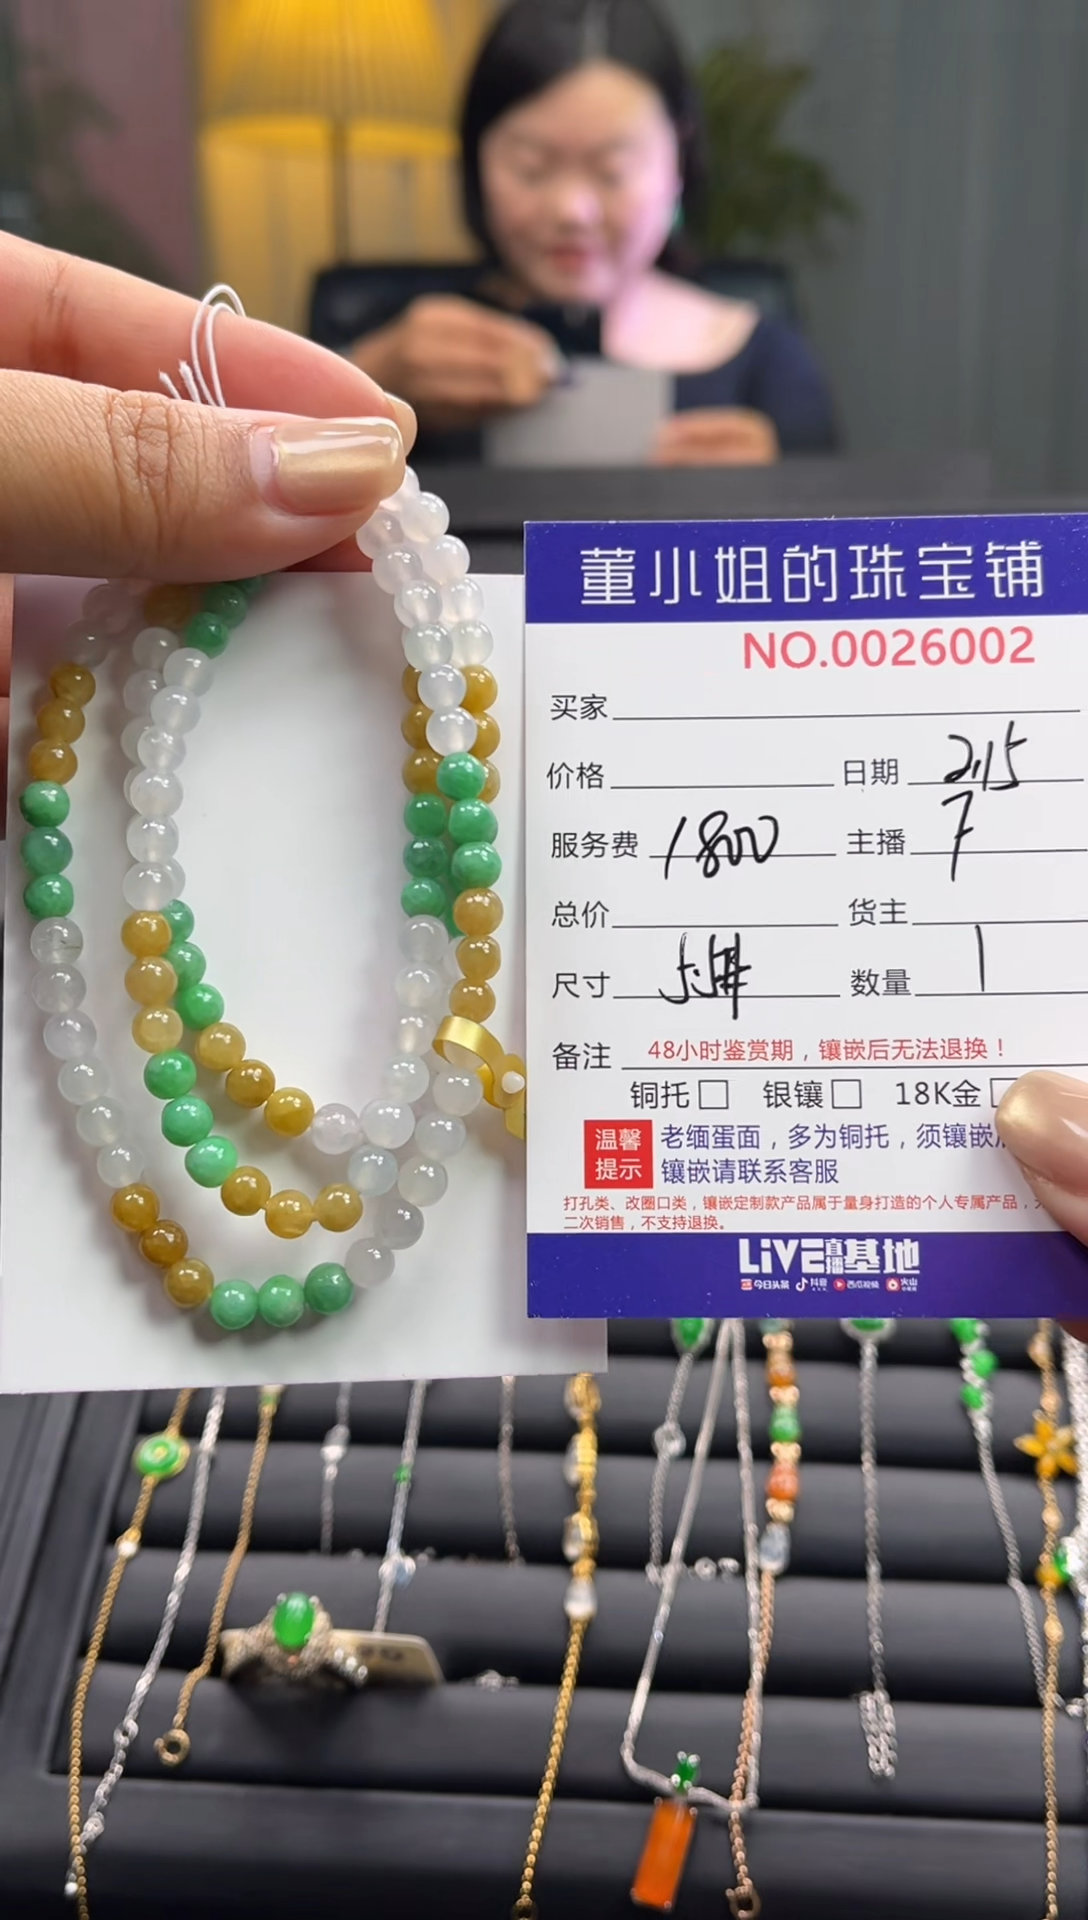 董小姐的珠宝铺
NO.0026002
买家
价格 日期 2.15
服务费 1800 主播 F
总价 货主
尺寸 数量 1
备注 48小时鉴赏期，镶嵌后无法退换！
铜托 银镶 18K金
温馨提示
老缅蛋面，多为铜托，须镶嵌
镶嵌请联系客服
打孔类、改圈口类，镶嵌定制款产品属于量身打造的个人专属产品，
二次销售，不支持退换。
LIVE直播基地
今日头条 抖音 西瓜视频 火山